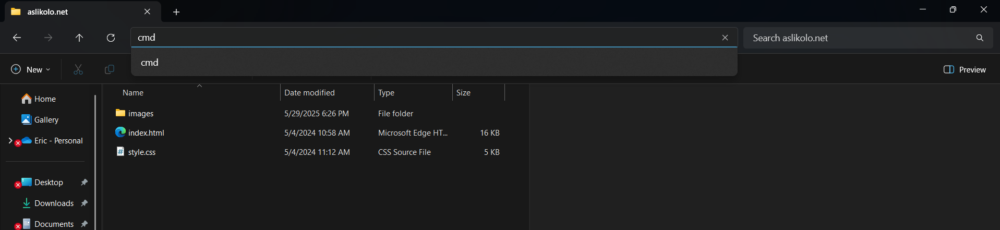 aslikolo.net
cmd
Search aslikolo.net
cmd
New
Preview
Name Date modified Type Size
Home
Gallery
Eric - Personal
Desktop
Downloads
Documents
images 5/29/2025 6:26 PM File folder
index.html 5/4/2024 10:58 AM Microsoft Edge HT... 16 KB
style.css 5/4/2024 11:12 AM CSS Source File 5 KB